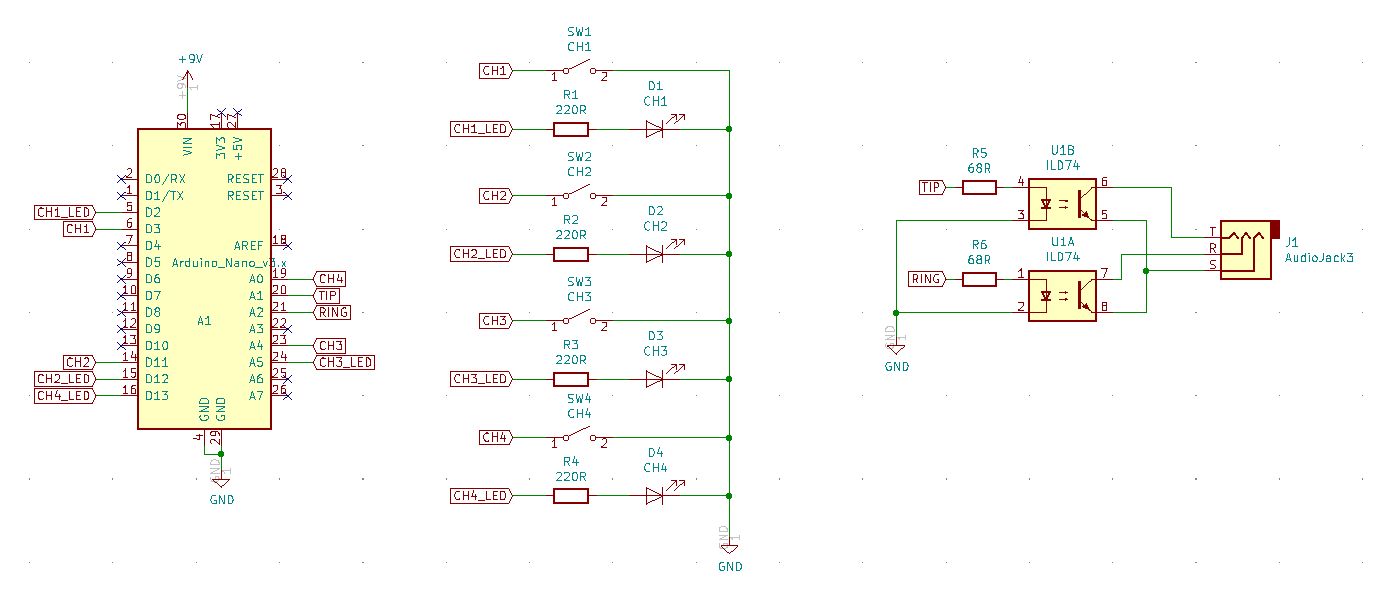 +9V
+9V
1
30
17
27
VIN
3V3
+5V
2
D0/RX
RESET
28
1
D1/TX
RESET
3
CH1_LED
5
D2
CH1
6
D3
7
D4
AREF
18
8
D5
Arduino_Nano_v3.x
9
D6
A0
19
CH4
10
D7
A1
20
TIP
11
D8
A2
21
RING
12
D9
A1
A3
22
13
D10
A4
23
CH3
CH2
14
D11
A5
24
CH3_LED
CH2_LED
15
D12
A6
25
CH4_LED
16
D13
A7
26
GND
GND
4
29
GND
1
GND
SW1
CH1
CH1
1
2
R1
220R
D1
CH1
CH1_LED
SW2
CH2
CH2
1
2
R2
220R
D2
CH2
CH2_LED
SW3
CH3
CH3
1
2
R3
220R
D3
CH3
CH3_LED
SW4
CH4
CH4
1
2
R4
220R
D4
CH4
CH4_LED
GND
1
GND
R5
68R
TIP
U1B
ILD74
4
6
3
5
R6
68R
RING
U1A
ILD74
1
7
2
8
GND
1
GND
T
R
S
J1
AudioJack3